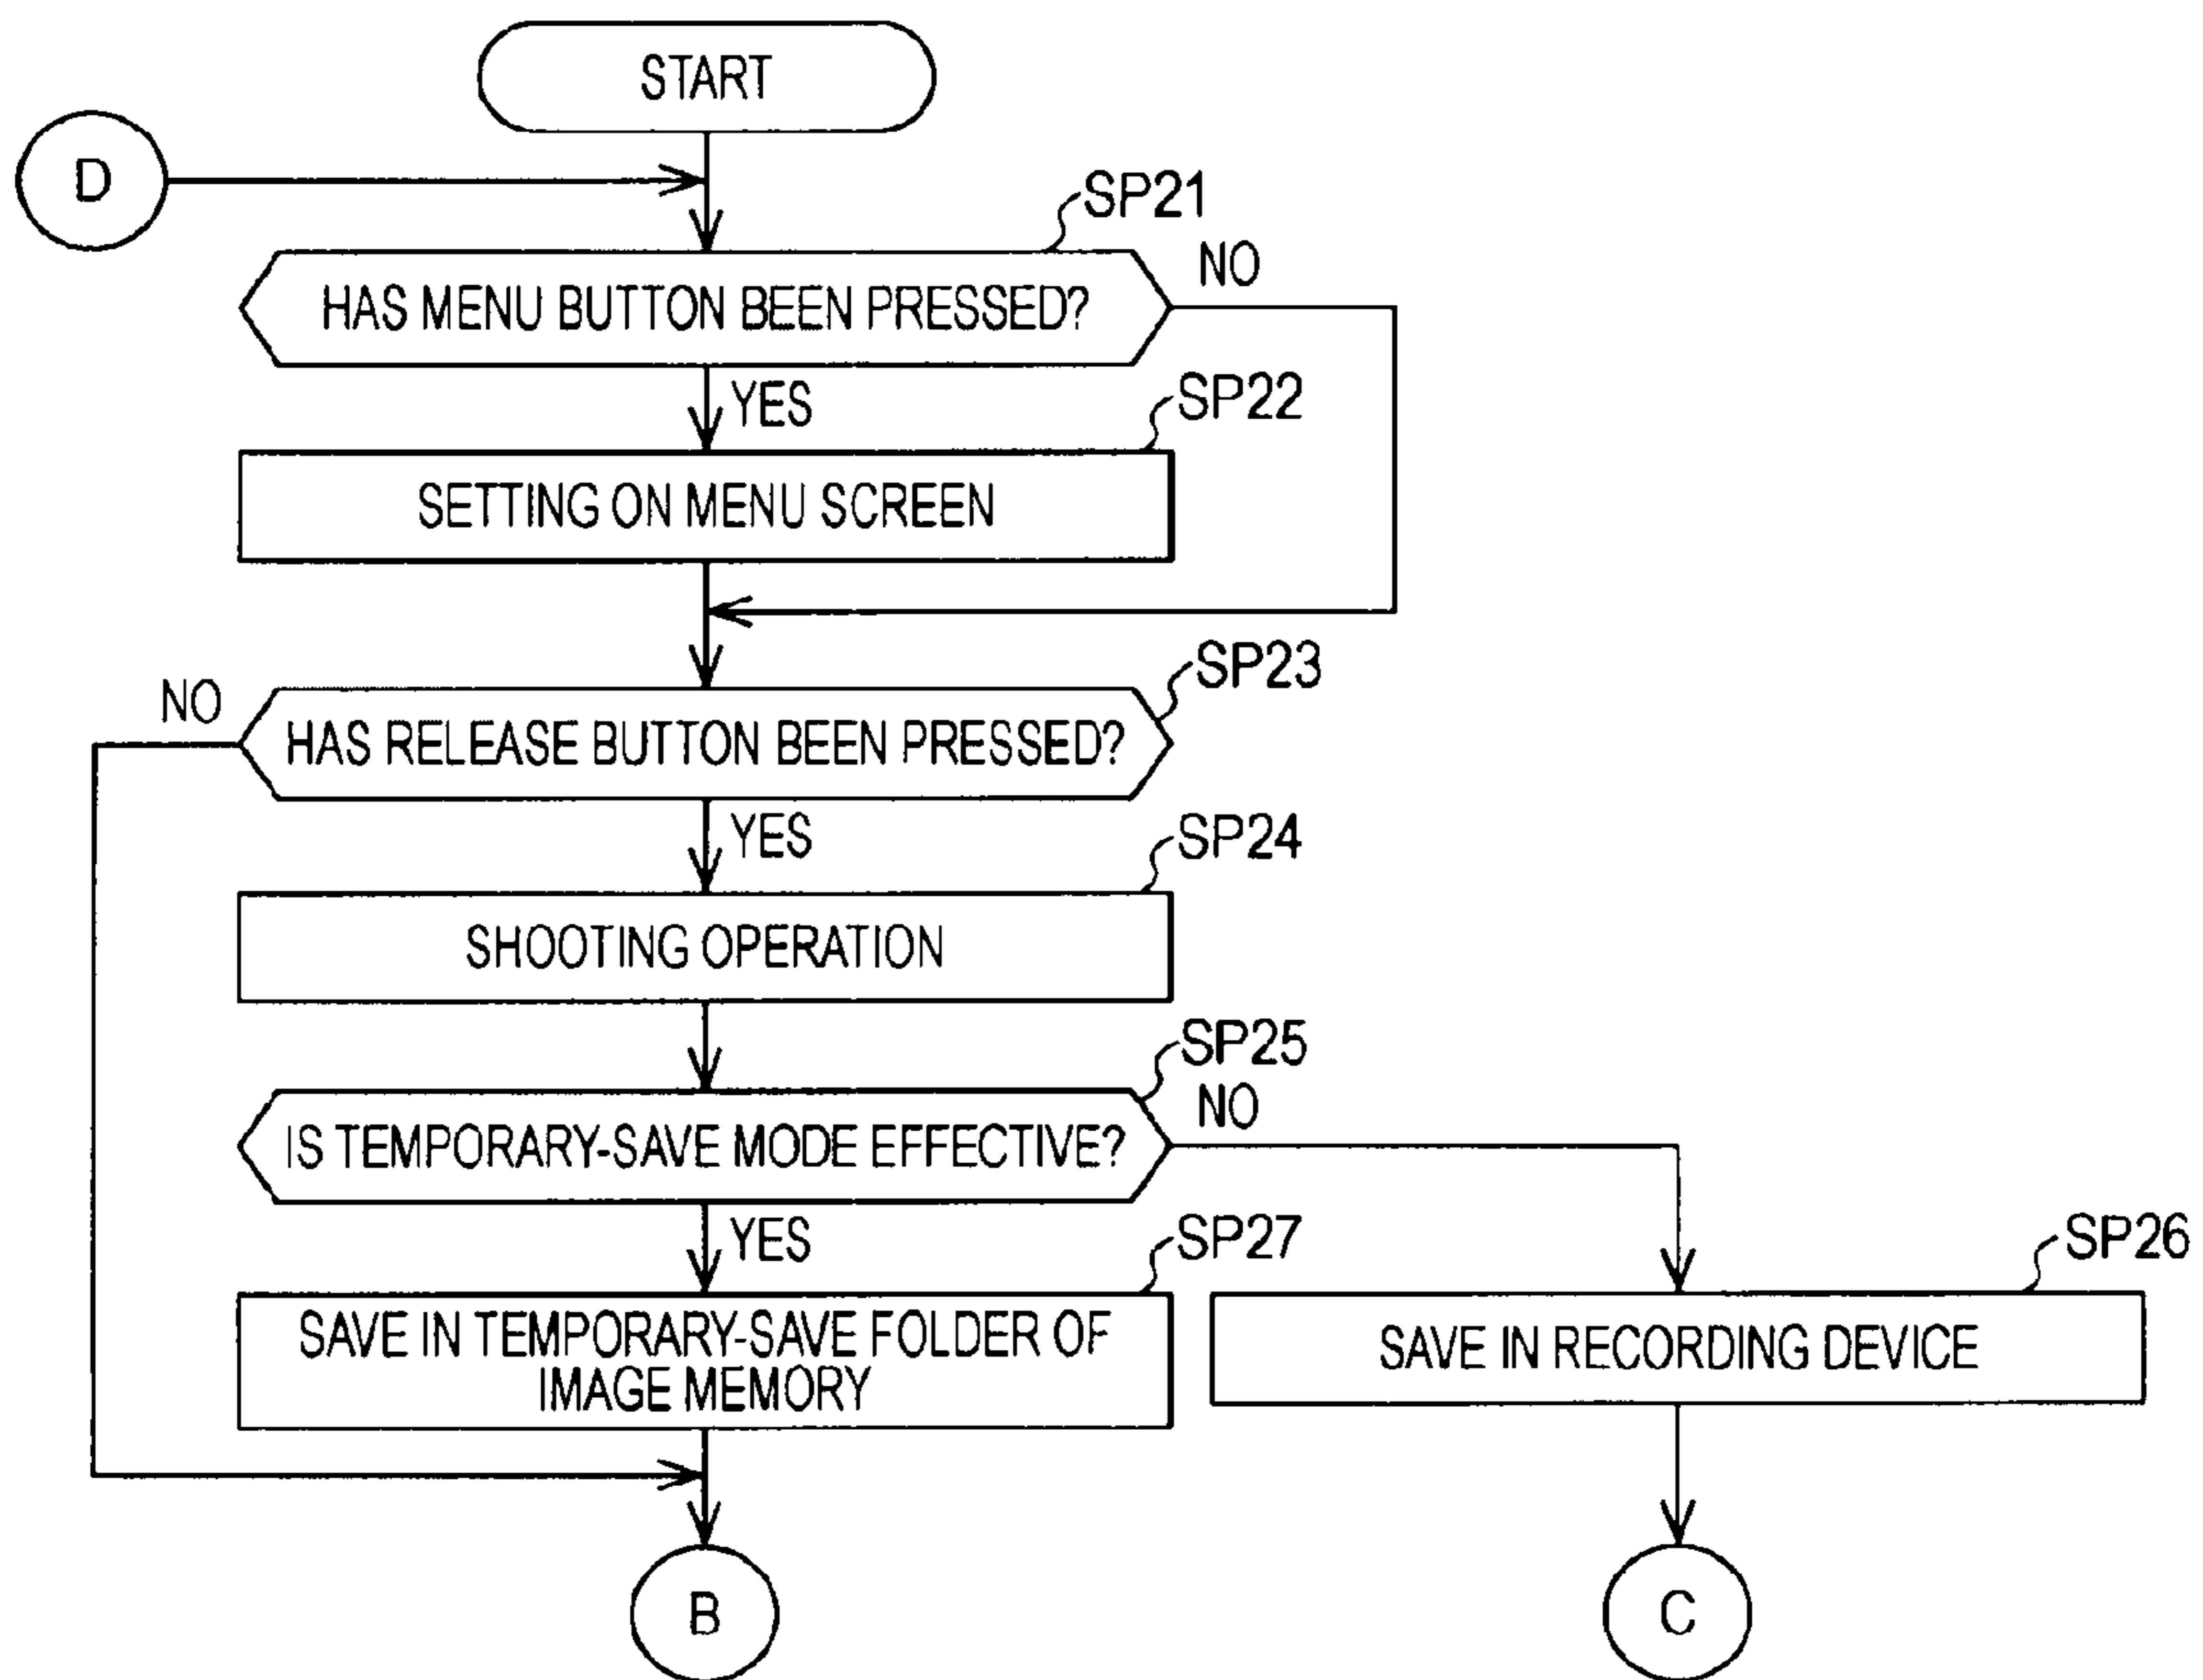 START
D
SP21
HAS MENU BUTTON BEEN PRESSED?
NO
YES
SP22
SETTING ON MENU SCREEN
SP23
NO
HAS RELEASE BUTTON BEEN PRESSED?
YES
SP24
SHOOTING OPERATION
SP25
IS TEMPORARY-SAVE MODE EFFECTIVE?
NO
YES
SP27
SAVE IN TEMPORARY-SAVE FOLDER OF
IMAGE MEMORY
SP26
SAVE IN RECORDING DEVICE
B
C